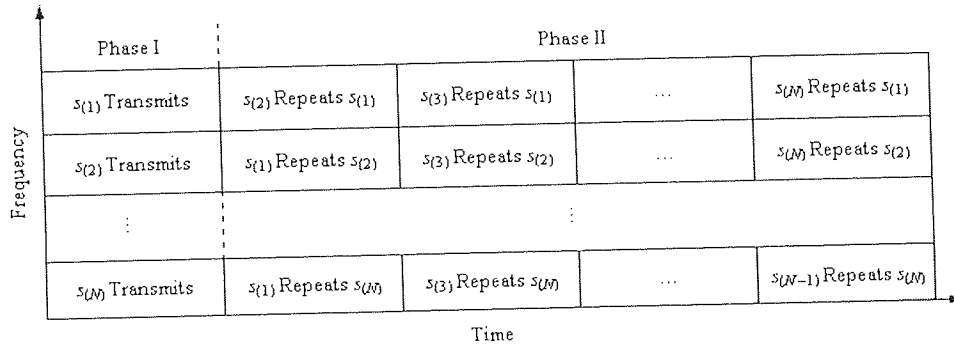 Phase I Phase II
s(1) Transmits s(2) Repeats s(1) s(3) Repeats s(1) ... s(N) Repeats s(1)
s(2) Transmits s(1) Repeats s(2) s(3) Repeats s(2) ... s(N) Repeats s(2)
⋮ ⋮
s(N) Transmits s(1) Repeats s(N) s(3) Repeats s(N) ... s(N−1) Repeats s(N)
Frequency
Time